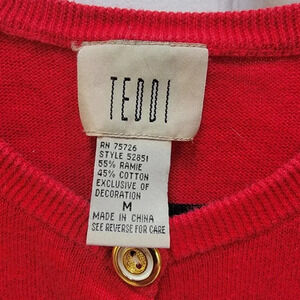 TEDDI
RN 75726
STYLE 52851
55% RAMIE
45% COTTON
EXCLUSIVE OF
DECORATION
M
MADE IN CHINA
SEE REVERSE FOR CARE